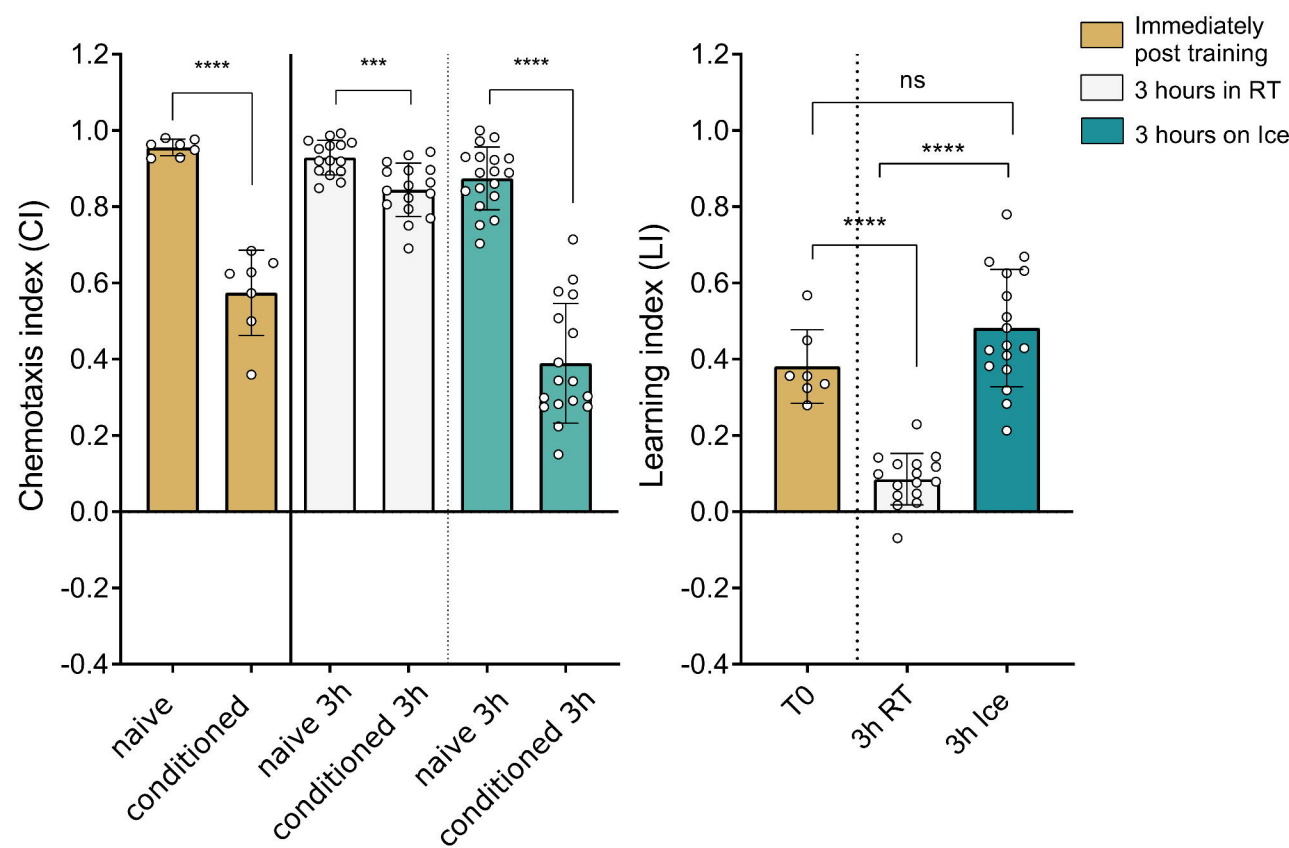 Immediately
post training
3 hours in RT
3 hours on Ice
Chemotaxis index (CI)
1.2
1.0
0.8
0.6
0.4
0.2
0.0
-0.2
-0.4
****
***
****
naive
conditioned
naive 3h
conditioned 3h
naive 3h
conditioned 3h
Learning index (LI)
1.2
1.0
0.8
0.6
0.4
0.2
0.0
-0.2
-0.4
ns
****
****
T0
3h RT
3h Ice